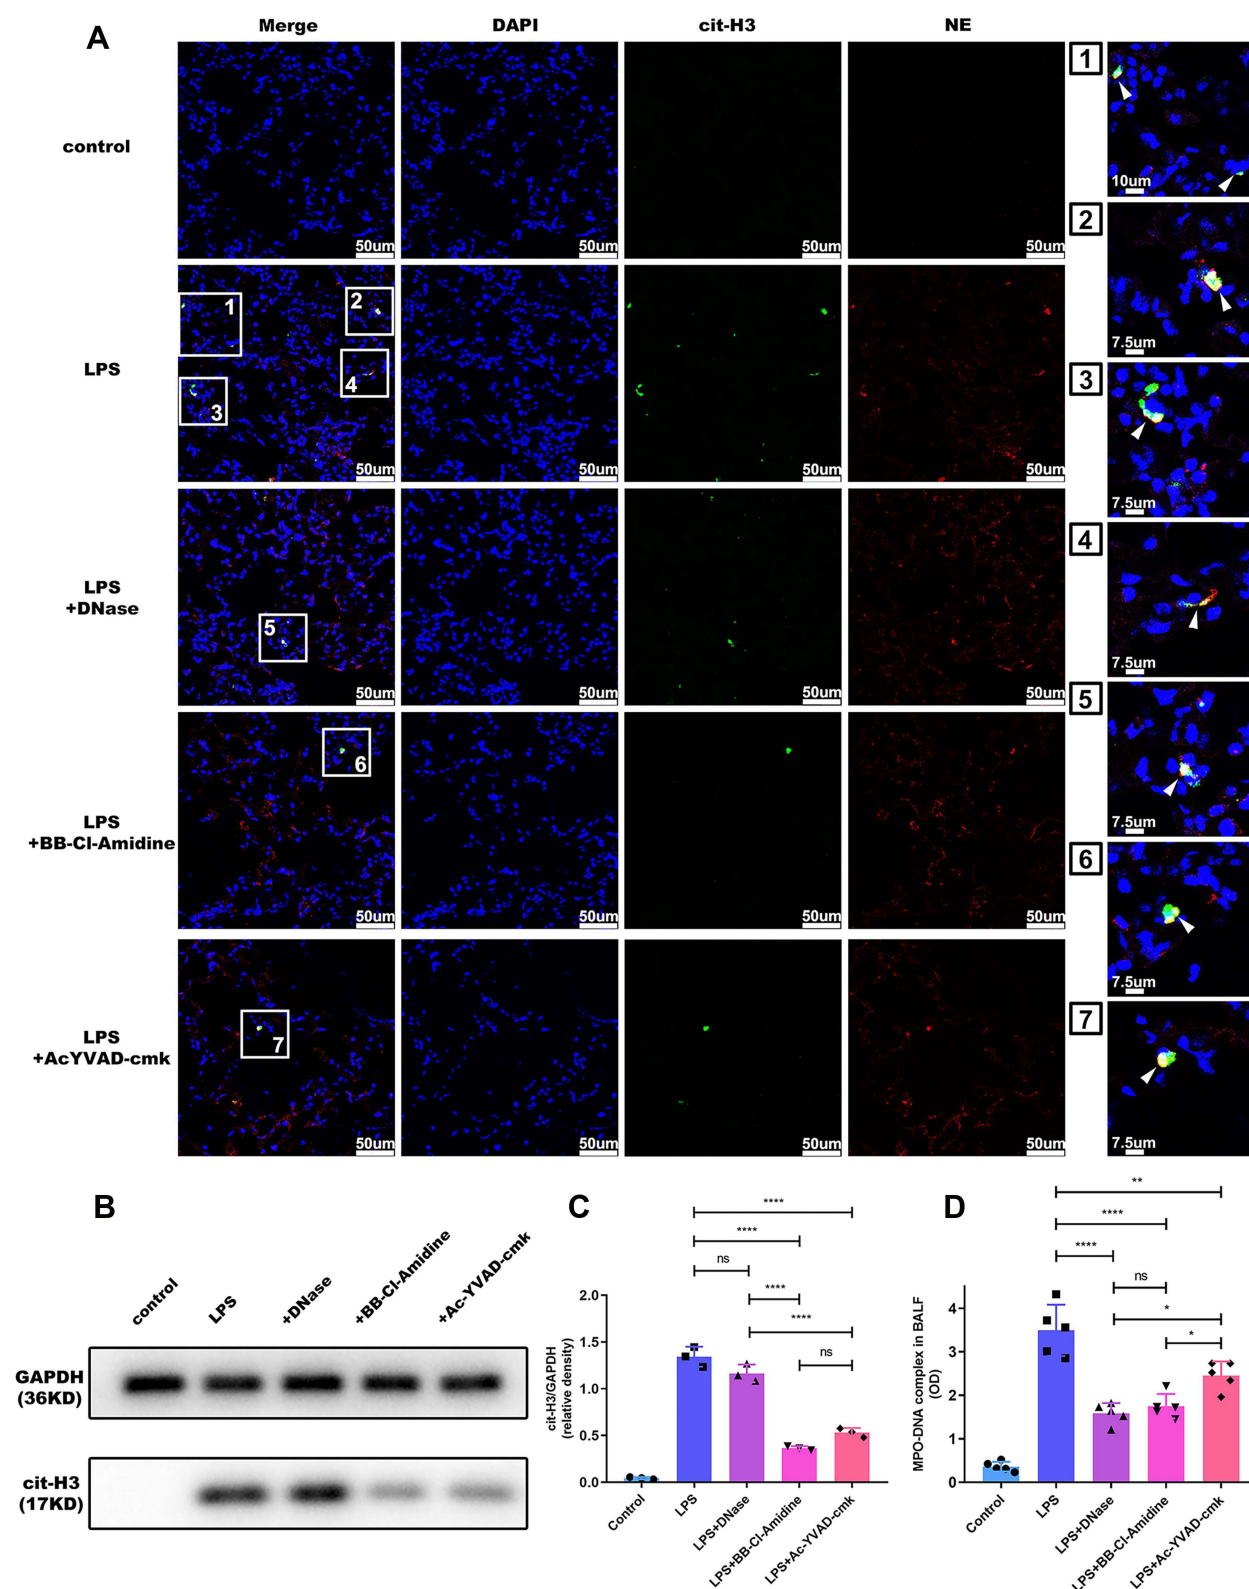 A
Merge DAPI cit-H3 NE
control
50um 50um 50um 50um
1
10um
2
7.5um
LPS
1 2
4
3
50um 50um 50um 50um
3
7.5um
LPS
+DNase
5
50um 50um 50um 50um
4
7.5um
5
7.5um
LPS
+BB-Cl-Amidine
6
50um 50um 50um 50um
6
7.5um
LPS
+AcYVAD-cmk
7
50um 50um 50um 50um
7
7.5um
B
control LPS +DNase +BB-Cl-Amidine +Ac-YVAD-cmk
GAPDH
(36KD)
cit-H3
(17KD)
C
****
****
ns
****
****
ns
cit-H3/GAPDH
(relative density)
2.0
1.5
1.0
0.5
0.0
Control LPS LPS+DNase LPS+BB-Cl-Amidine LPS+Ac-YVAD-cmk
D
**
****
****
ns
*
*
MPO-DNA complex in BALF
(OD)
4
3
2
1
0
Control LPS LPS+DNase LPS+BB-Cl-Amidine LPS+Ac-YVAD-cmk